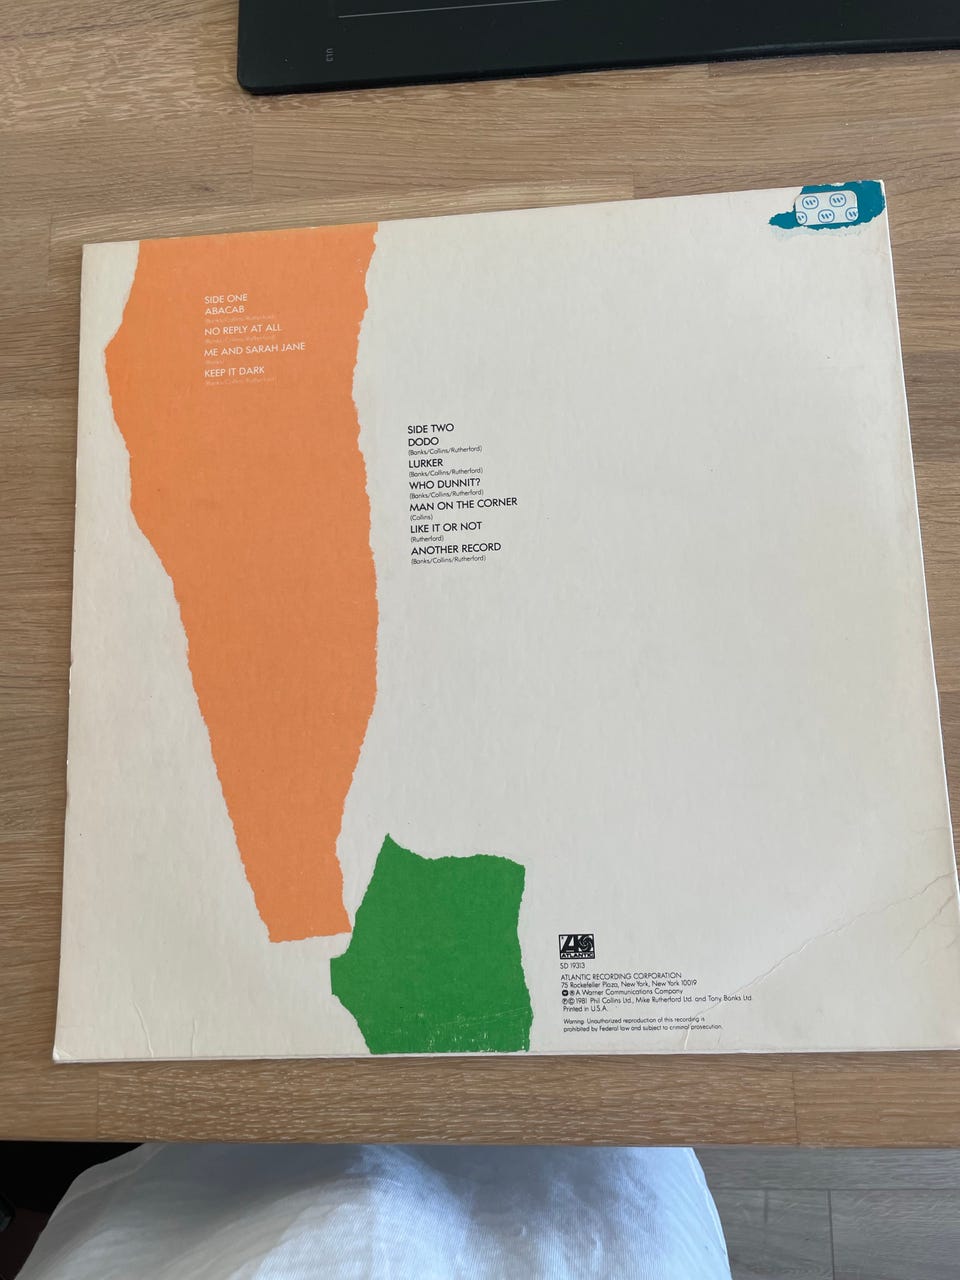 SIDE ONE
ABACAB
(Banks/Collins/Rutherford)
NO REPLY AT ALL
(Banks/Collins/Rutherford)
ME AND SARAH JANE
(Banks)
KEEP IT DARK
(Banks/Collins/Rutherford)
SIDE TWO
DODO
(Banks/Collins/Rutherford)
LURKER
(Banks/Collins/Rutherford)
WHO DUNNIT?
(Banks/Collins/Rutherford)
MAN ON THE CORNER
(Collins)
LIKE IT OR NOT
(Rutherford)
ANOTHER RECORD
(Banks/Collins/Rutherford)
ATLANTIC
SD 19313
ATLANTIC RECORDING CORPORATION
75 Rockefeller Plaza, New York, New York 10019
A Warner Communications Company
℗©1981 Phil Collins Ltd., Mike Rutherford Ltd. and Tony Banks Ltd.
Printed in U.S.A.
Warning: Unauthorized reproduction of this recording is
prohibited by Federal law and subject to criminal prosecution.